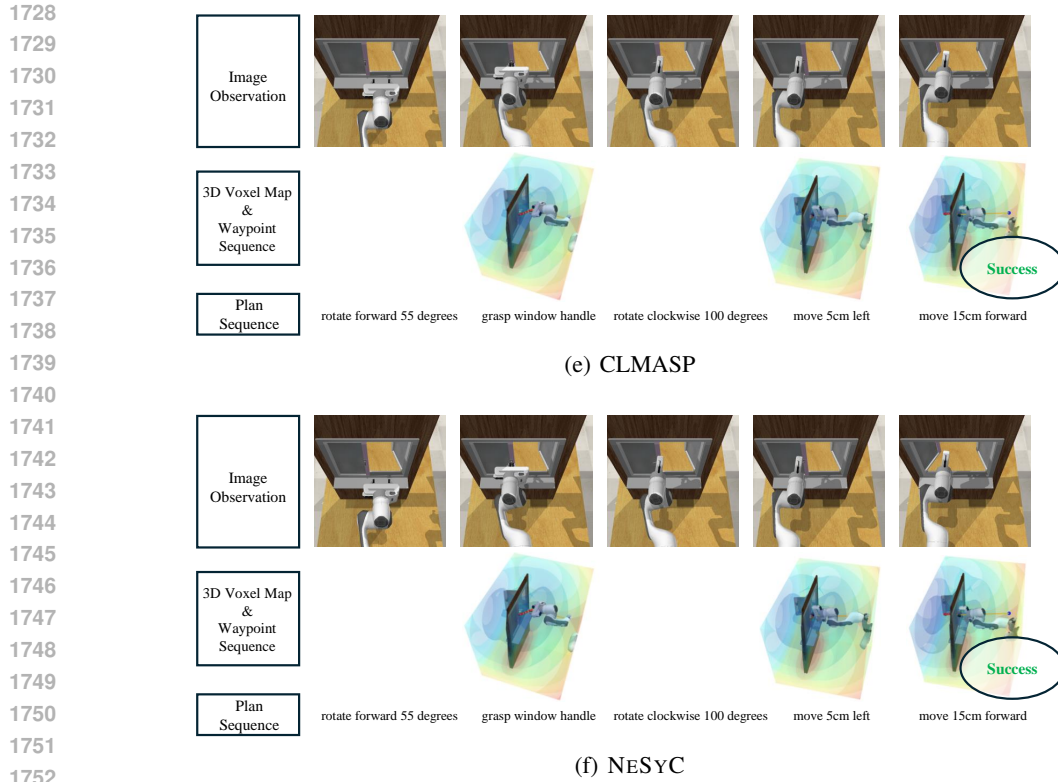 1728
1729
1730
1731
1732
1733
1734
1735
1736
1737
1738
1739
1740
1741
1742
1743
1744
1745
1746
1747
1748
1749
1750
1751
1752
Image
Observation
3D Voxel Map
&
Waypoint
Sequence
Success
Plan
Sequence
rotate forward 55 degrees
grasp window handle
rotate clockwise 100 degrees
move 5cm left
move 15cm forward
(e) CLMASP
Image
Observation
3D Voxel Map
&
Waypoint
Sequence
Success
Plan
Sequence
rotate forward 55 degrees
grasp window handle
rotate clockwise 100 degrees
move 5cm left
move 15cm forward
(f) NESYC